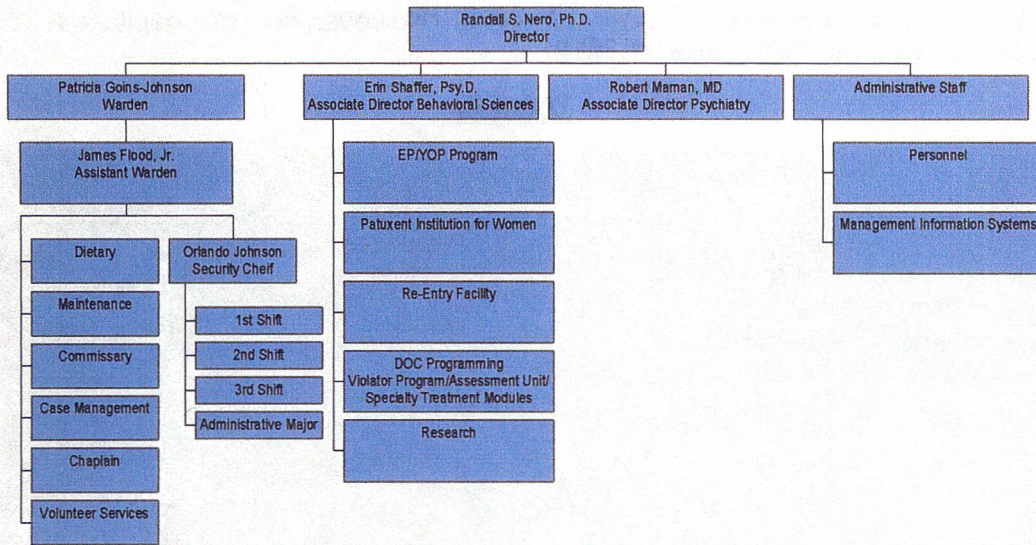 Randall S. Nero, Ph.D.
Director
Patricia Goins-Johnson
Warden
Erin Shaffer, Psy.D.
Associate Director Behavioral Sciences
Robert Maman, MD
Associate Director Psychiatry
Administrative Staff
James Flood, Jr.
Assistant Warden
Dietary
Maintenance
Commissary
Case Management
Chaplain
Volunteer Services
Orlando Johnson
Security Cheif
1st Shift
2nd Shift
3rd Shift
Administrative Major
EP/YOP Program
Patuxent Institution for Women
Re-Entry Facility
DOC Programming
Violator Program/Assessment Unit/
Specialty Treatment Modules
Research
Personnel
Management Information Systems